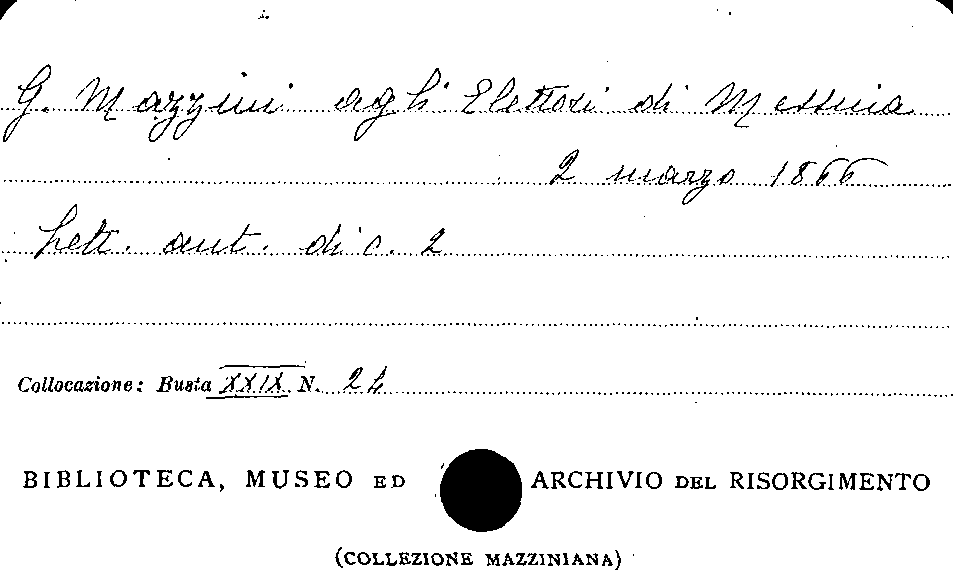 G. Mazzini agli Elettori di Messina
2 marzo 1866
Lett. aut. di c. 2
Collocazione: Busta XXIX N. 24
BIBLIOTECA, MUSEO ED ARCHIVIO DEL RISORGIMENTO
(COLLEZIONE MAZZINIANA)